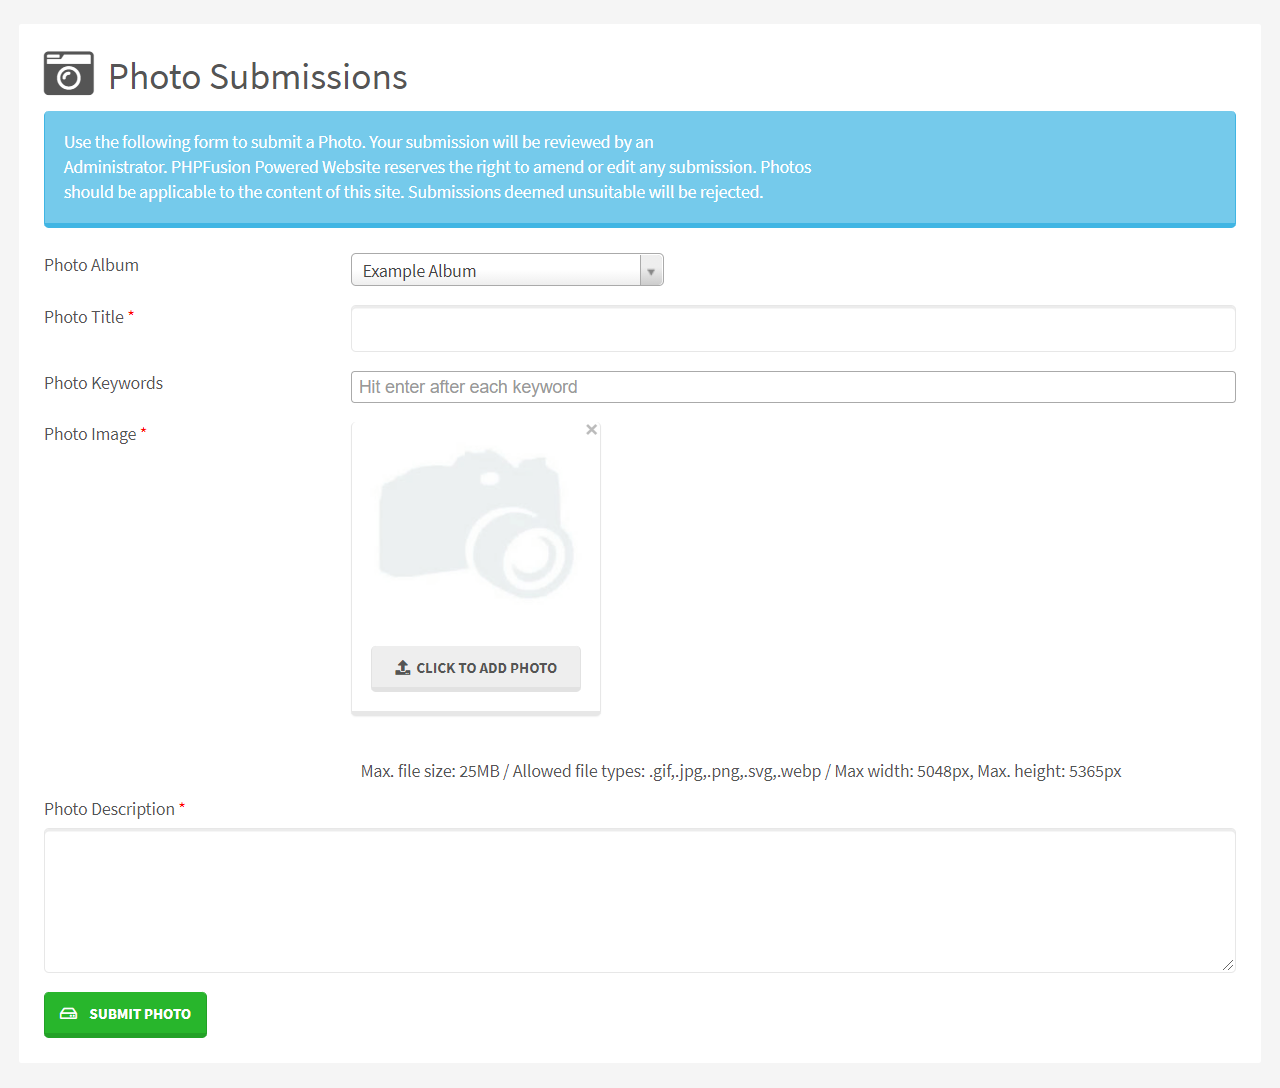 Photo Submissions
Use the following form to submit a Photo. Your submission will be reviewed by an
Administrator. PHPFusion Powered Website reserves the right to amend or edit any submission. Photos
should be applicable to the content of this site. Submissions deemed unsuitable will be rejected.
Photo Album
Example Album
Photo Title *
Photo Keywords
Hit enter after each keyword
Photo Image *
×
CLICK TO ADD PHOTO
Max. file size: 25MB / Allowed file types: .gif,.jpg,.png,.svg,.webp / Max width: 5048px, Max. height: 5365px
Photo Description *
SUBMIT PHOTO